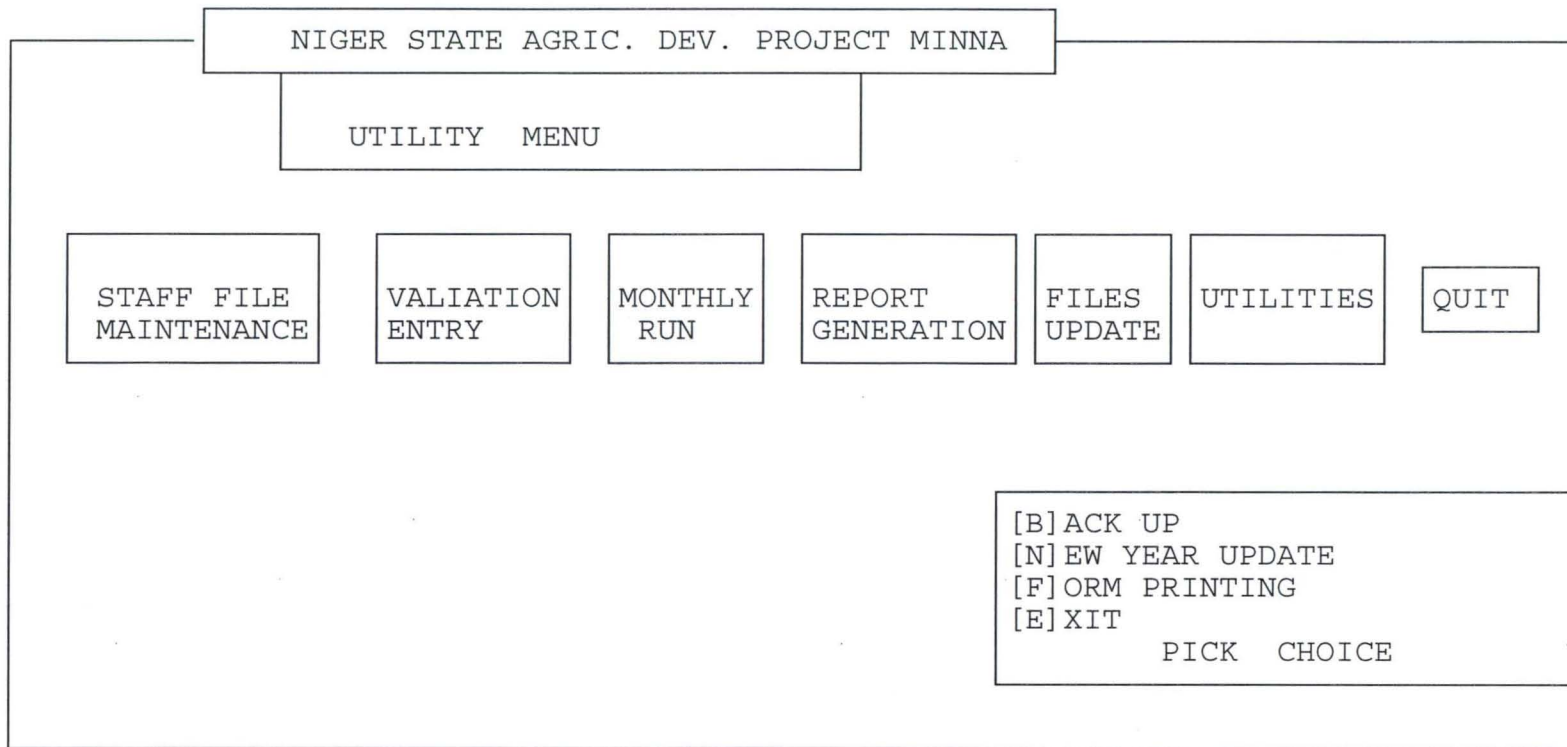 NIGER STATE AGRIC. DEV. PROJECT MINNA
UTILITY MENU
STAFF FILE
MAINTENANCE
VALIATION
ENTRY
MONTHLY
RUN
REPORT
GENERATION
FILES
UPDATE
UTILITIES
QUIT
[B]ACK UP
[N]EW YEAR UPDATE
[F]ORM PRINTING
[E]XIT
PICK CHOICE